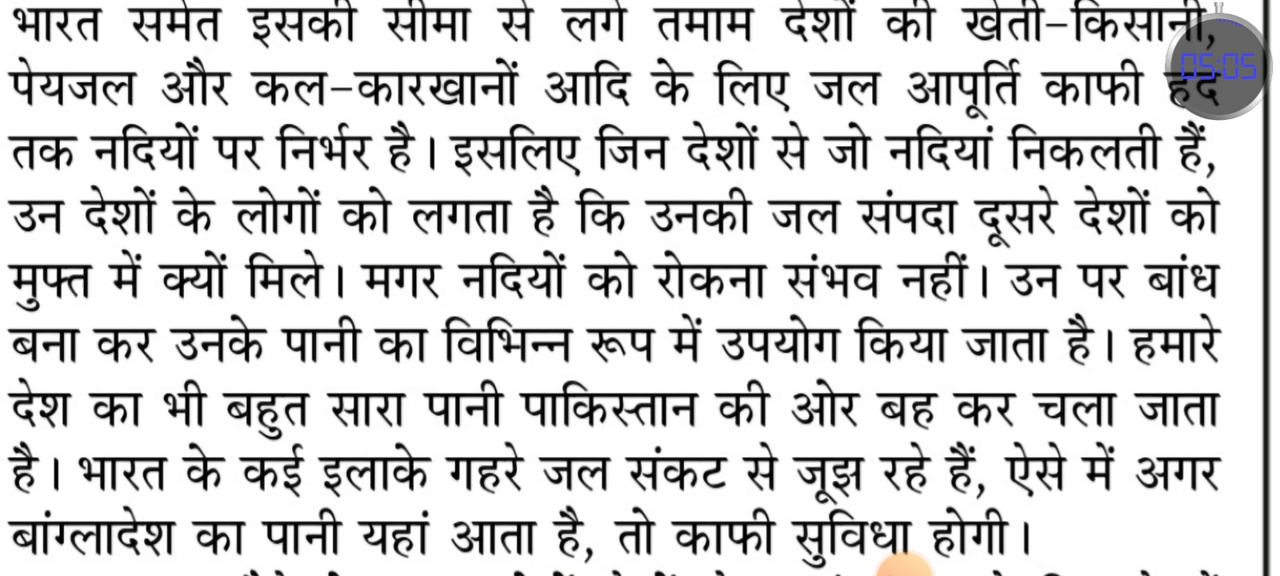 भारत समेत इसकी सीमा से लगे तमाम देशों की खेती-किसानी,
पेयजल और कल-कारखानों आदि के लिए जल आपूर्ति काफी हद
तक नदियों पर निर्भर है। इसलिए जिन देशों से जो नदियां निकलती हैं,
उन देशों के लोगों को लगता है कि उनकी जल संपदा दूसरे देशों को
मुफ्त में क्यों मिले। मगर नदियों को रोकना संभव नहीं। उन पर बांध
बना कर उनके पानी का विभिन्न रूप में उपयोग किया जाता है। हमारे
देश का भी बहुत सारा पानी पाकिस्तान की ओर बह कर चला जाता
है। भारत के कई इलाके गहरे जल संकट से जूझ रहे हैं, ऐसे में अगर
बांग्लादेश का पानी यहां आता है, तो काफी सुविधा होगी।
05:05